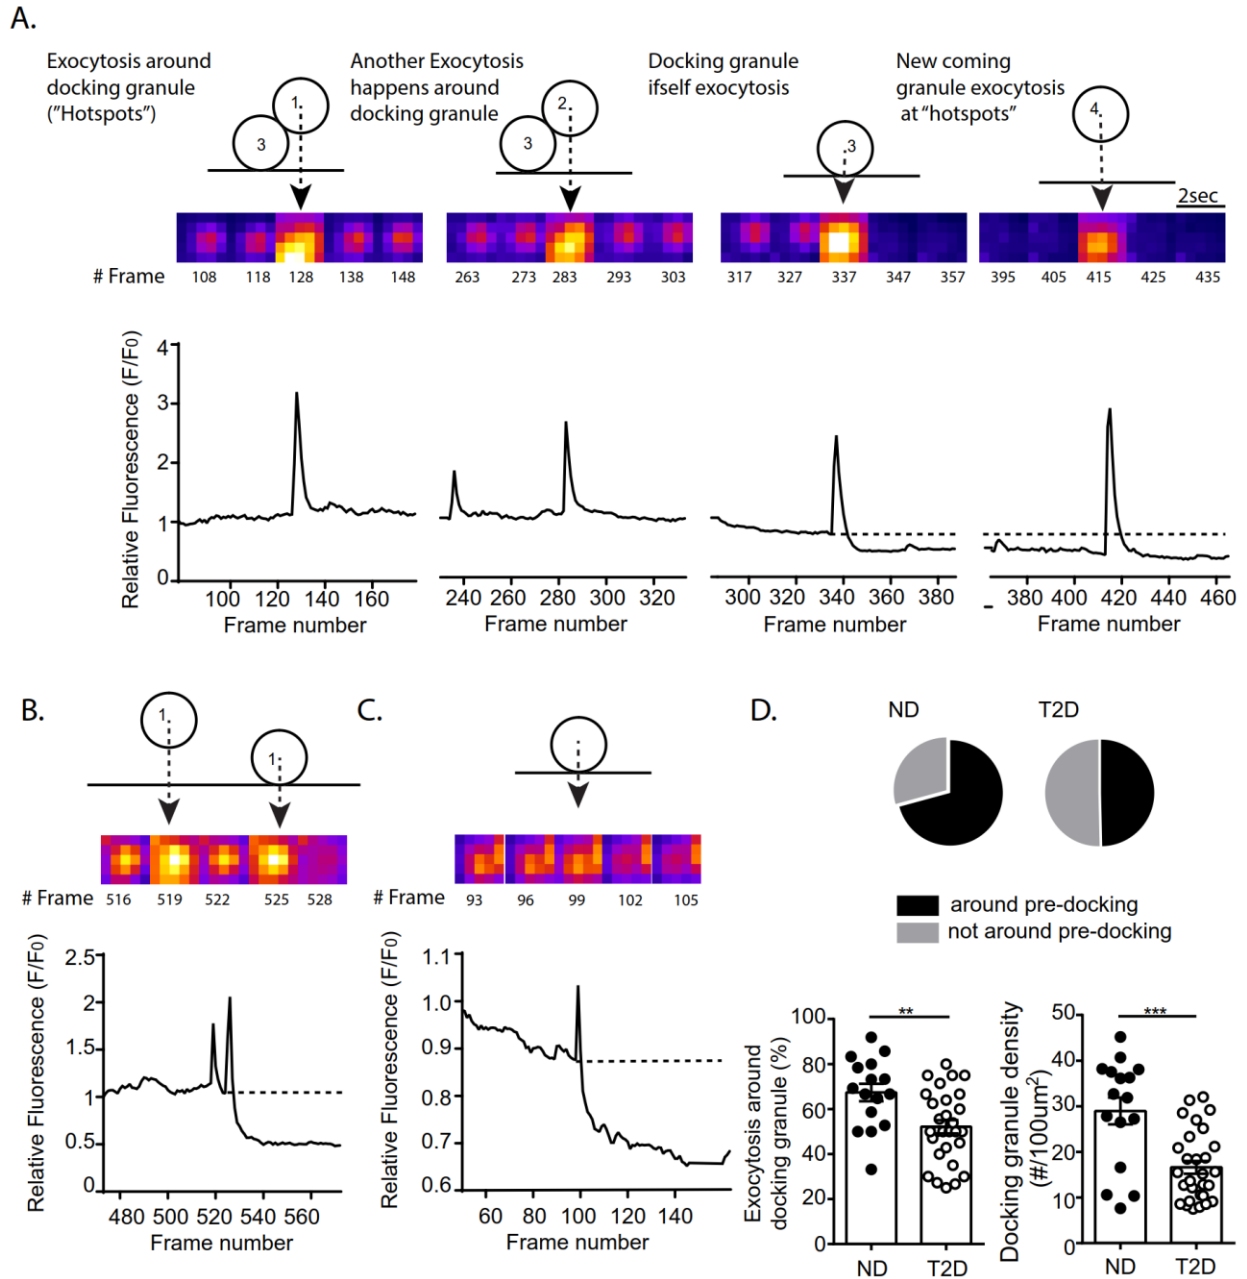 A.
Exocytosis around
docking granule
("Hotspots")
Another Exocytosis
happens around
docking granule
Docking granule
ifself exocytosis
New coming
granule exocytosis
at "hotspots"
1
3
2
3
3
4
2sec
# Frame
108 118 128 138 148
263 273 283 293 303
317 327 337 347 357
395 405 415 425 435
Relative Fluorescence (F/F0)
4
3
2
1
0
100 120 140 160
240 260 280 300 320
300 320 340 360 380
380 400 420 440 460
Frame number
Frame number
Frame number
Frame number
B.
1
1
# Frame
516 519 522 525 528
Relative Fluorescence (F/F0)
2.5
2
1.5
1
0.5
0
480 500 520 540 560
Frame number
C.
# Frame
93 96 99 102 105
Relative Fluorescence (F/F0)
1.1
1.0
0.9
0.8
0.7
0.6
60 80 100 120 140
Frame number
D.
ND
T2D
around pre-docking
not around pre-docking
Exocytosis around
docking granule (%)
100
80
60
40
20
0
**
ND T2D
Docking granule density
(#/100um²)
50
40
30
20
10
0
***
ND T2D